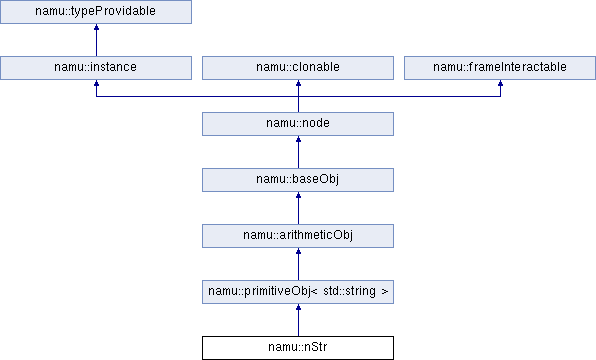 namu::typeProvidable
namu::instance
namu::clonable
namu::frameInteractable
namu::node
namu::baseObj
namu::arithmeticObj
namu::primitiveObj< std::string >
namu::nStr